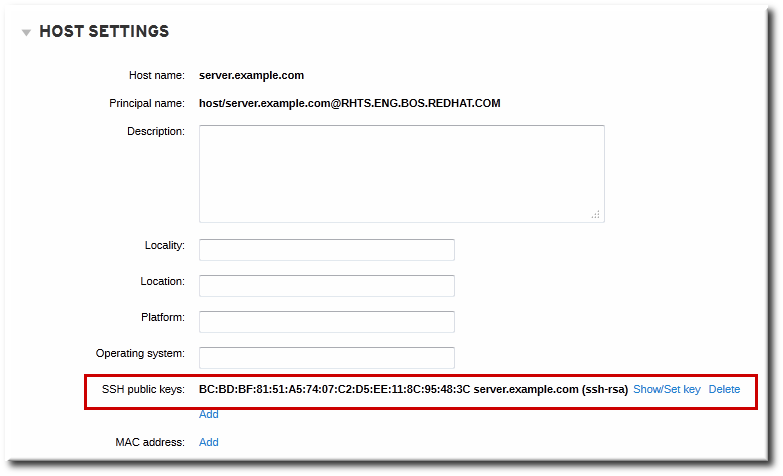 HOST SETTINGS
Host name: server.example.com
Principal name: host/server.example.com@RHTS.ENG.BOS.REDHAT.COM
Description:
Locality:
Location:
Platform:
Operating system:
SSH public keys: BC:BD:BF:81:51:A5:74:07:C2:D5:EE:11:8C:95:48:3C server.example.com (ssh-rsa) Show/Set key Delete
Add
MAC address: Add